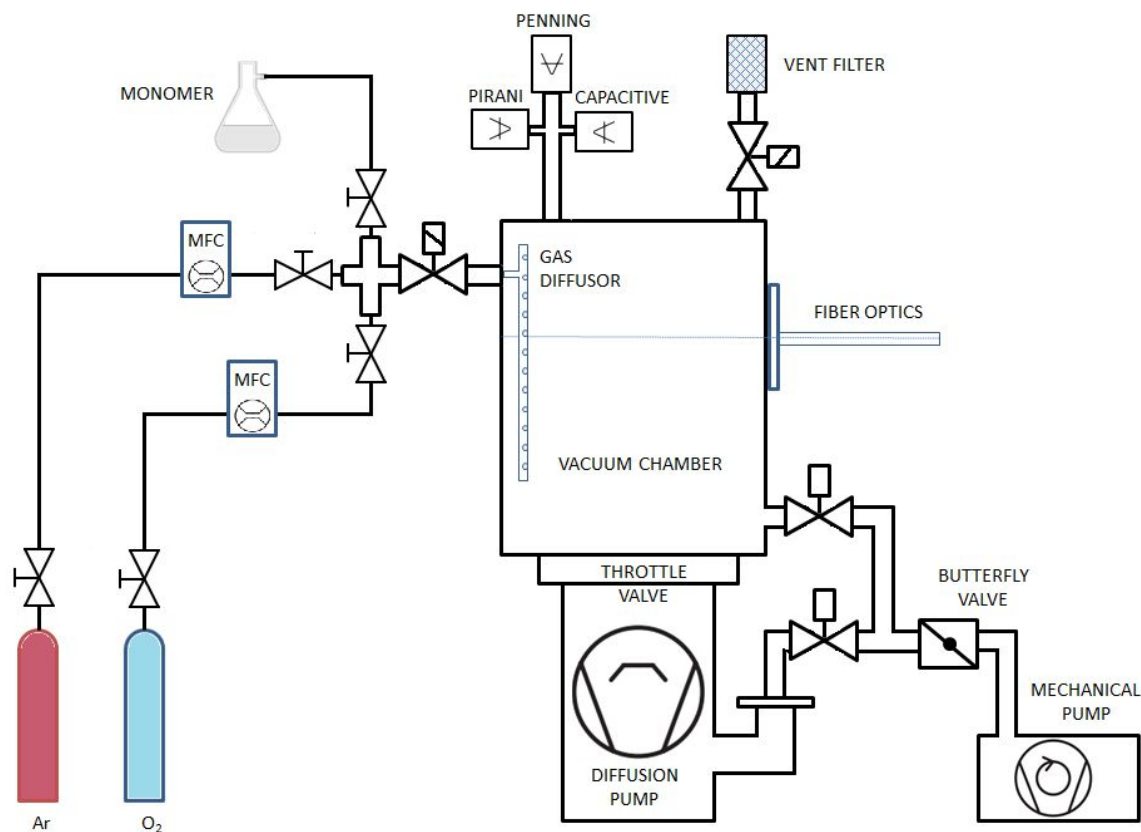 PENNING
MONOMER
PIRANI
CAPACITIVE
VENT FILTER
MFC
GAS
DIFFUSOR
FIBER OPTICS
MFC
VACUUM CHAMBER
THROTTLE
VALVE
BUTTERFLY
VALVE
MECHANICAL
PUMP
DIFFUSION
PUMP
Ar
O₂